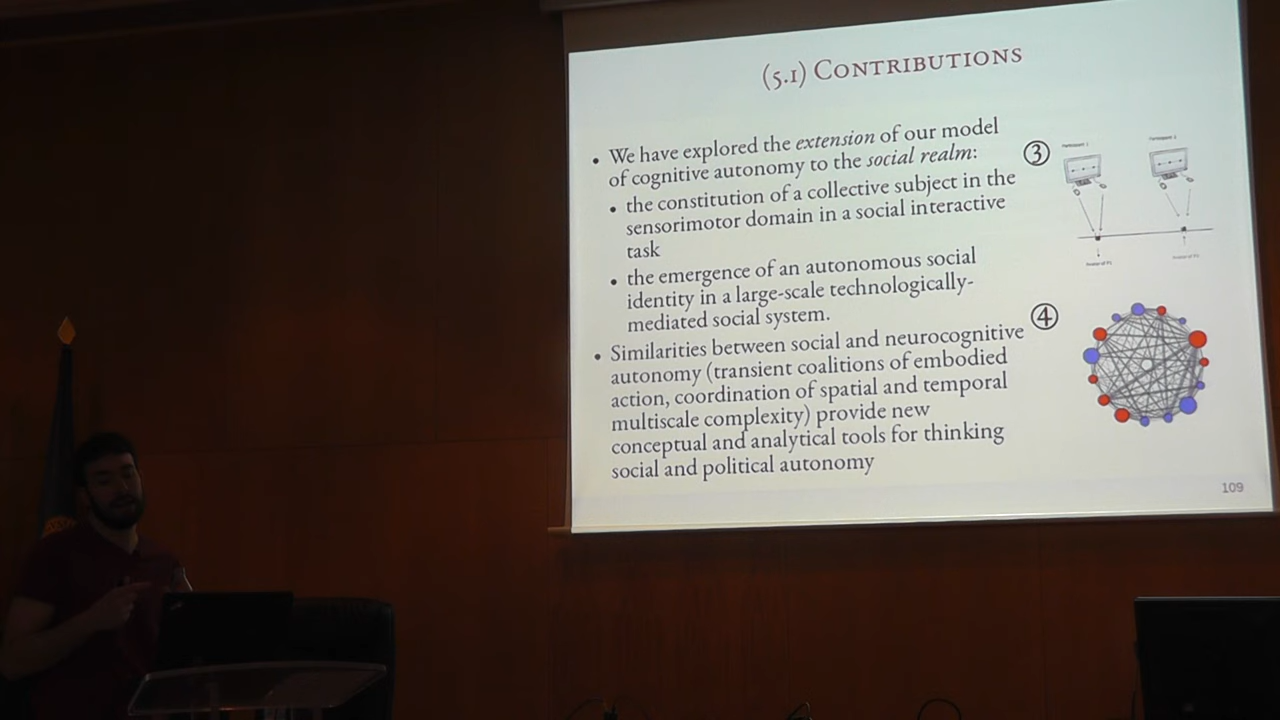 (5.1) Contributions
• We have explored the extension of our model
of cognitive autonomy to the social realm:
• the constitution of a collective subject in the
sensorimotor domain in a social interactive
task
• the emergence of an autonomous social
identity in a large-scale technologically-
mediated social system.
• Similarities between social and neurocognitive
autonomy (transient coalitions of embodied
action, coordination of spatial and temporal
multiscale complexity) provide new
conceptual and analytical tools for thinking
social and political autonomy
③
Participant 1
Participant 2
④
109